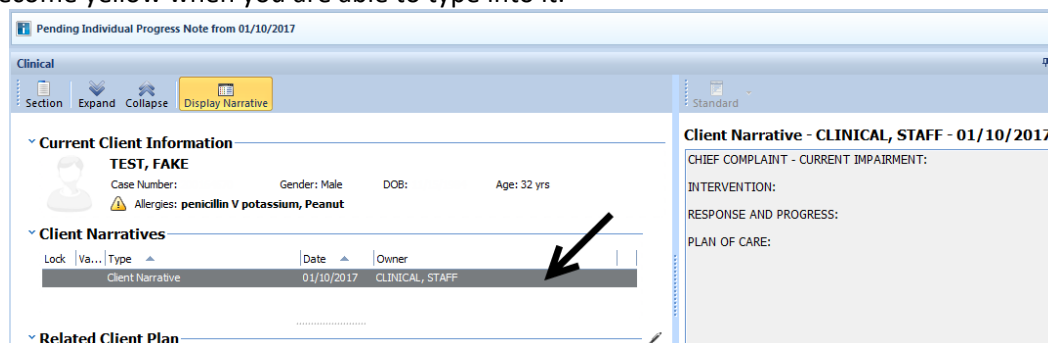 become yellow when you are able to type into it.
Pending Individual Progress Note from 01/10/2017
Clinical
Section Expand Collapse Display Narrative
Standard
Current Client Information
TEST, FAKE
Case Number: Gender: Male DOB: Age: 32 yrs
Allergies: penicillin V potassium, Peanut
Client Narratives
Lock Va... Type Date Owner
Client Narrative 01/10/2017 CLINICAL, STAFF
Related Client Plan
Client Narrative - CLINICAL, STAFF - 01/10/2017
CHIEF COMPLAINT - CURRENT IMPAIRMENT:
INTERVENTION:
RESPONSE AND PROGRESS:
PLAN OF CARE: